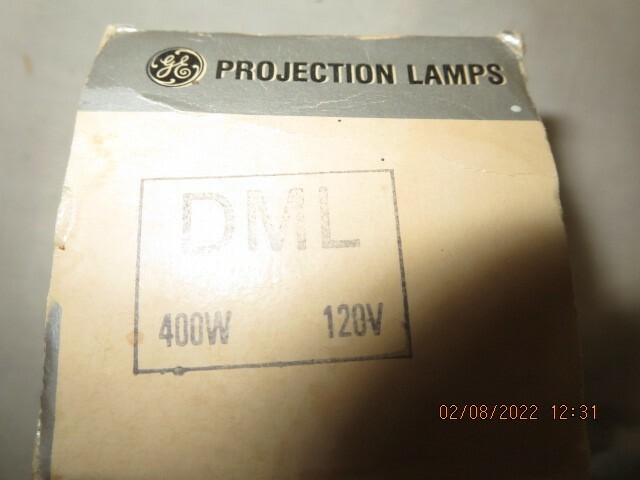 GE PROJECTION LAMPS
DML
400W 120V
02/08/2022 12:31